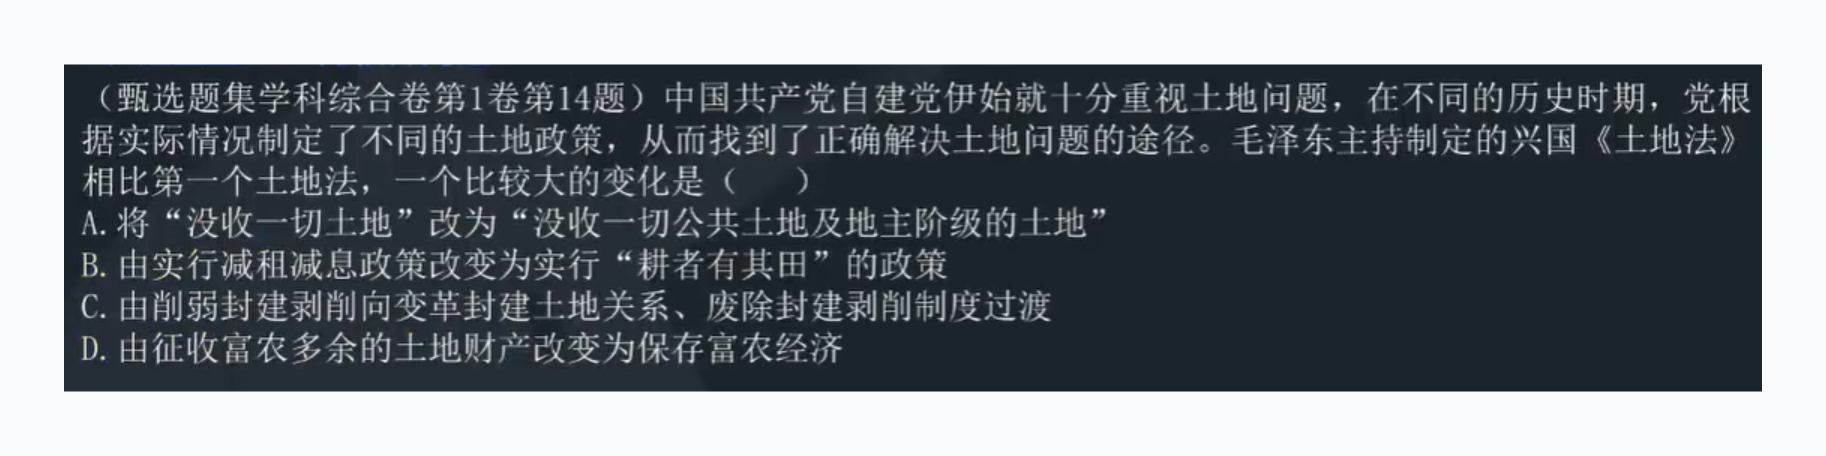 （甄选题集学科综合卷第1卷第14题）中国共产党自建党伊始就十分重视土地问题，在不同的历史时期，党根
据实际情况制定了不同的土地政策，从而找到了正确解决土地问题的途径。毛泽东主持制定的兴国《土地法》
相比第一个土地法，一个比较大的变化是（　　）
A. 将“没收一切土地”改为“没收一切公共土地及地主阶级的土地”
B. 由实行减租减息政策改变为实行“耕者有其田”的政策
C. 由削弱封建剥削向变革封建土地关系、废除封建剥削制度过渡
D. 由征收富农多余的土地财产改变为保存富农经济